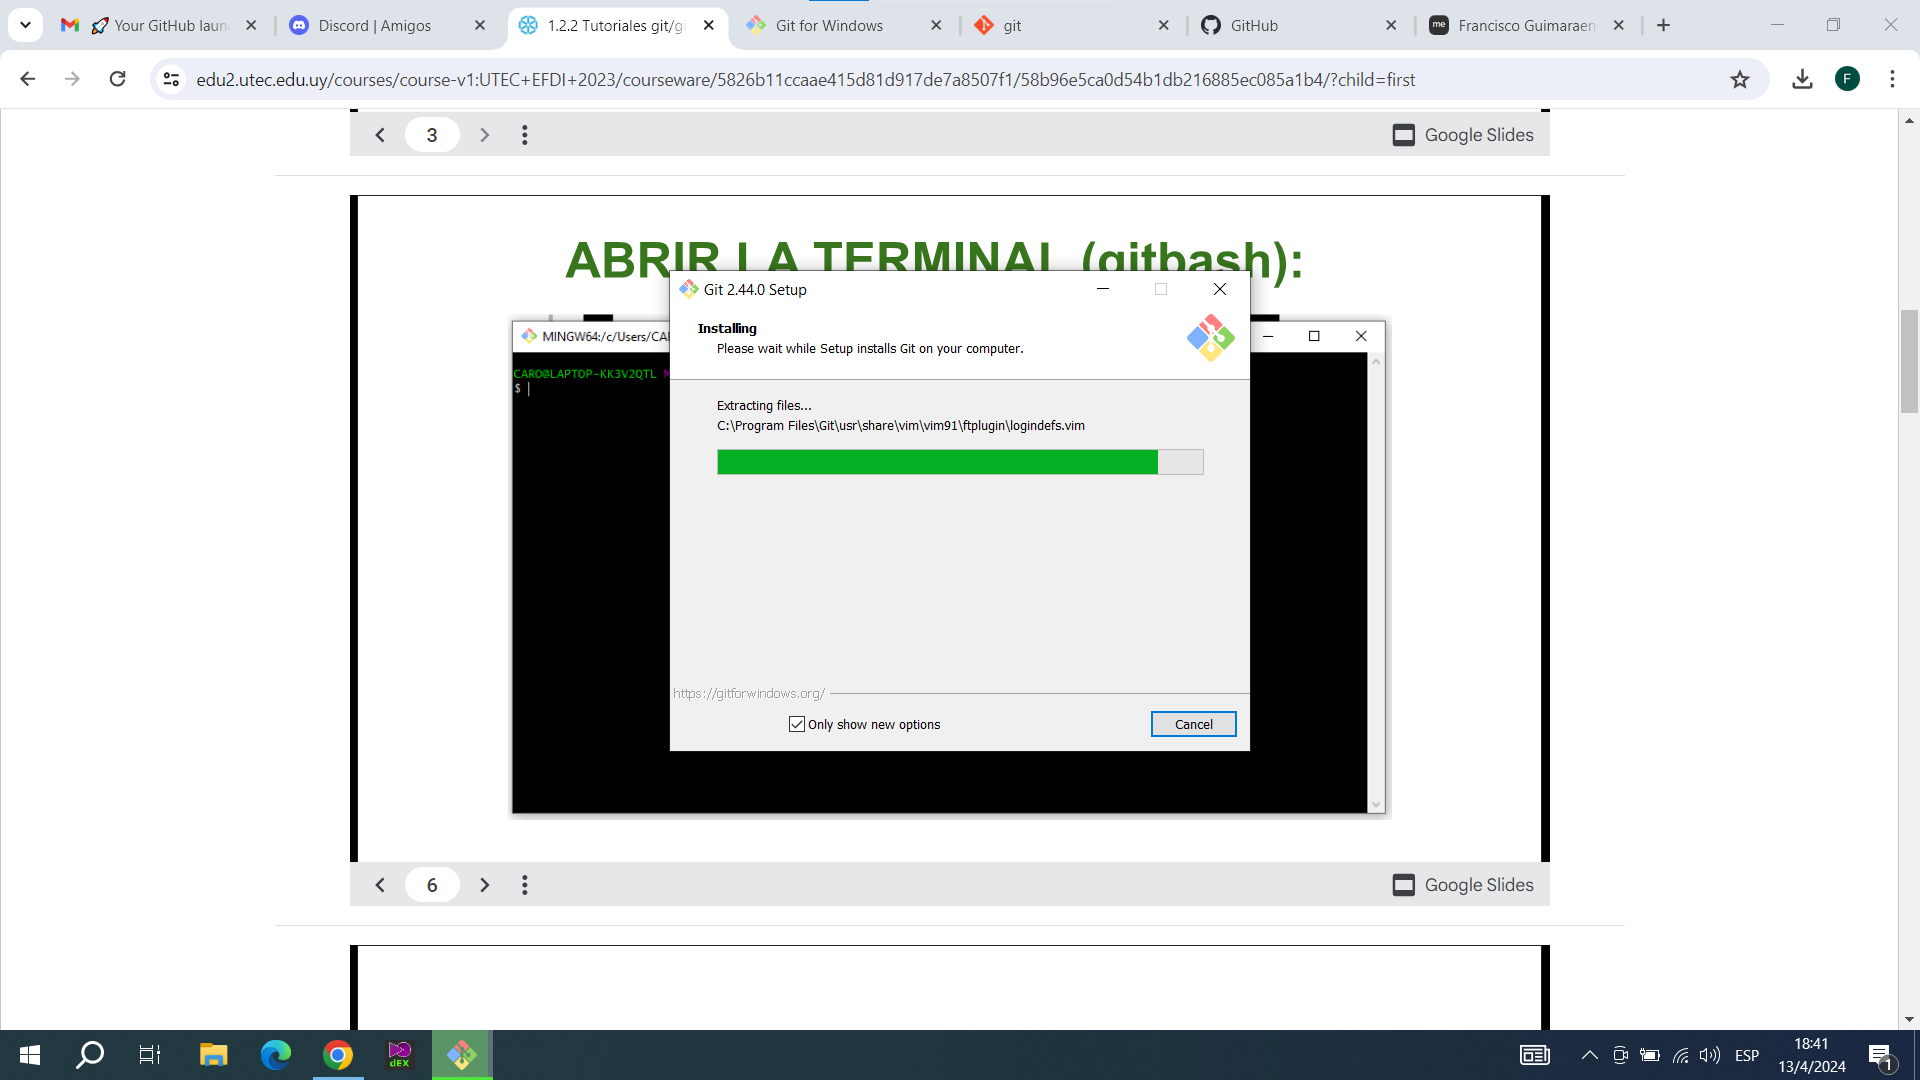 🚀 Your GitHub laun
Discord | Amigos
1.2.2 Tutoriales git/gi
Git for Windows
git
GitHub
me
Francisco Guimaraen
edu2.utec.edu.uy/courses/course-v1:UTEC+EFDI+2023/courseware/5826b11ccaae415d81d917de7a8507f1/58b96e5ca0d54b1db216885ec085a1b4/?child=first
F
3
Google Slides
ABRIR LA TERMINAL (gitbash):
Git 2.44.0 Setup
Installing
Please wait while Setup installs Git on your computer.
MINGW64:/c/Users/CA
CARO@LAPTOP-KK3V2QTL M
$
Extracting files...
C:\Program Files\Git\usr\share\vim\vim91\ftplugin\logindefs.vim
https://gitforwindows.org/
Only show new options
Cancel
6
Google Slides
dEX
ESP
18:41
13/4/2024
1